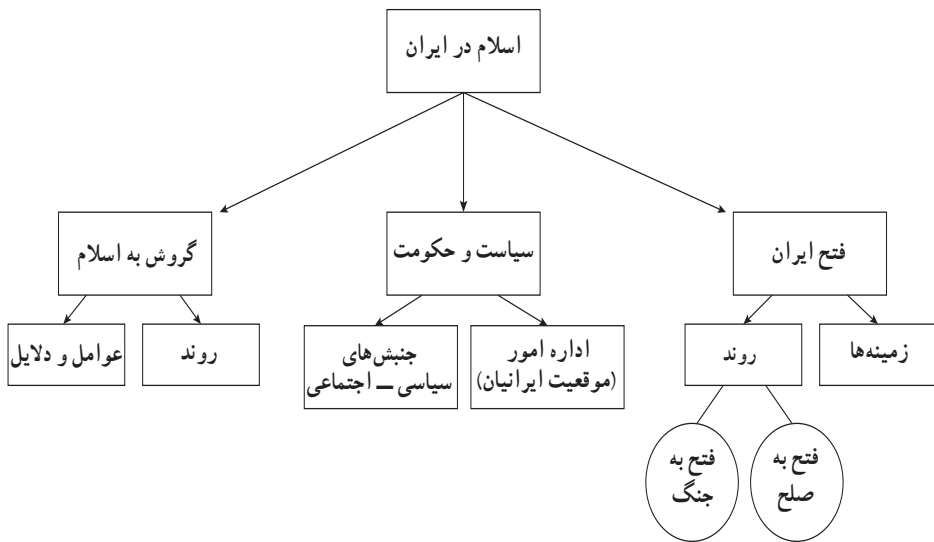 اسلام در ایران
فتح ایران
سیاست و حکومت
گروش به اسلام
زمینه‌ها
روند
اداره امور
(موقعیت ایرانیان)
جنبش‌های
سیاسی ـ اجتماعی
روند
عوامل و دلایل
فتح به
صلح
فتح به
جنگ